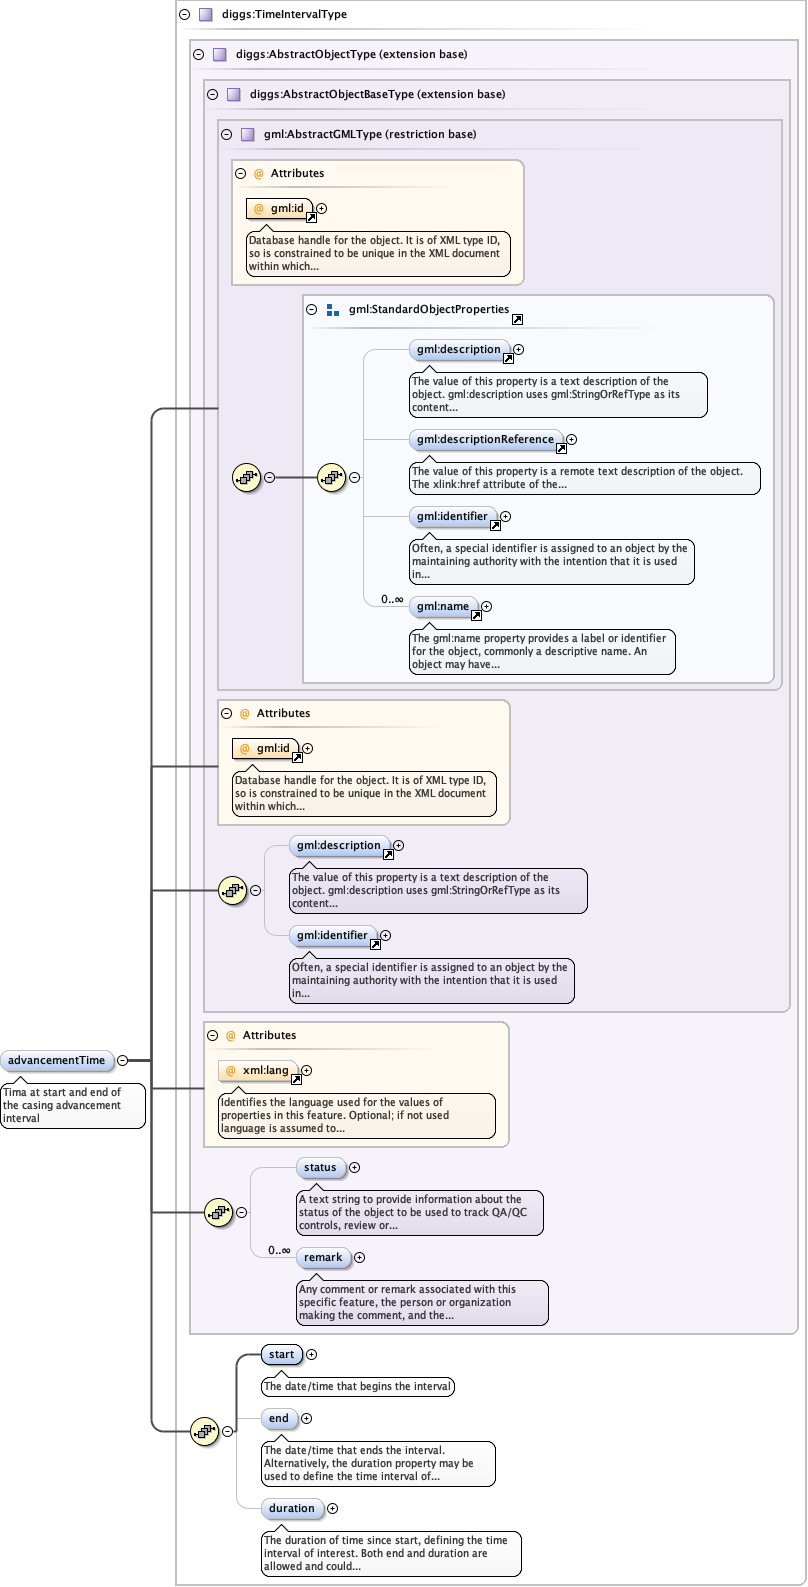 diggs:TimeIntervalType
diggs:AbstractObjectType (extension base)
diggs:AbstractObjectBaseType (extension base)
gml:AbstractGMLType (restriction base)
@ Attributes
@ gml:id
Database handle for the object. It is of XML type ID,
so is constrained to be unique in the XML document
within which...
gml:StandardObjectProperties
gml:description
The value of this property is a text description of the
object. gml:description uses gml:StringOrRefType as its
content...
gml:descriptionReference
The value of this property is a remote text description of the object.
The xlink:href attribute of the...
gml:identifier
Often, a special identifier is assigned to an object by the
maintaining authority with the intention that it is used
in...
0..∞
gml:name
The gml:name property provides a label or identifier
for the object, commonly a descriptive name. An
object may have...
@ Attributes
@ gml:id
Database handle for the object. It is of XML type ID,
so is constrained to be unique in the XML document
within which...
gml:description
The value of this property is a text description of the
object. gml:description uses gml:StringOrRefType as its
content...
gml:identifier
Often, a special identifier is assigned to an object by the
maintaining authority with the intention that it is used
in...
@ Attributes
advancementTime
Tima at start and end of
the casing advancement
interval
@ xml:lang
Identifies the language used for the values of
properties in this feature. Optional; if not used
language is assumed to...
status
A text string to provide information about the
status of the object to be used to track QA/QC
controls, review or...
0..∞
remark
Any comment or remark associated with this
specific feature, the person or organization
making the comment, and the...
start
The date/time that begins the interval
end
The date/time that ends the interval.
Alternatively, the duration property may be
used to define the time interval of...
duration
The duration of time since start, defining the time
interval of interest. Both end and duration are
allowed and could...